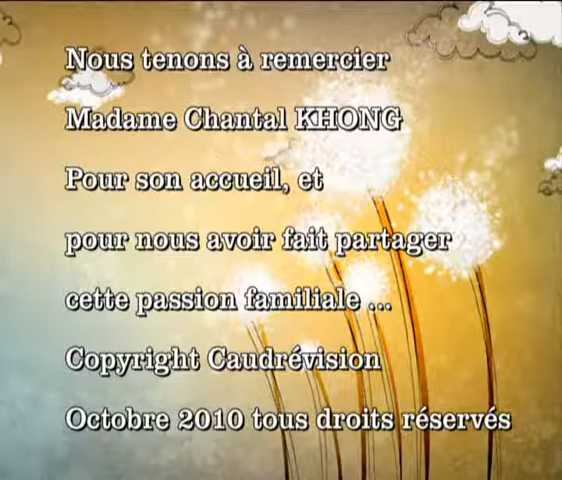 Nous tenons à remercier
Madame Chantal KHONG
Pour son accueil, et
pour nous avoir fait partager
cette passion familiale ...
Copyright Caudrévision
Octobre 2010 tous droits réservés